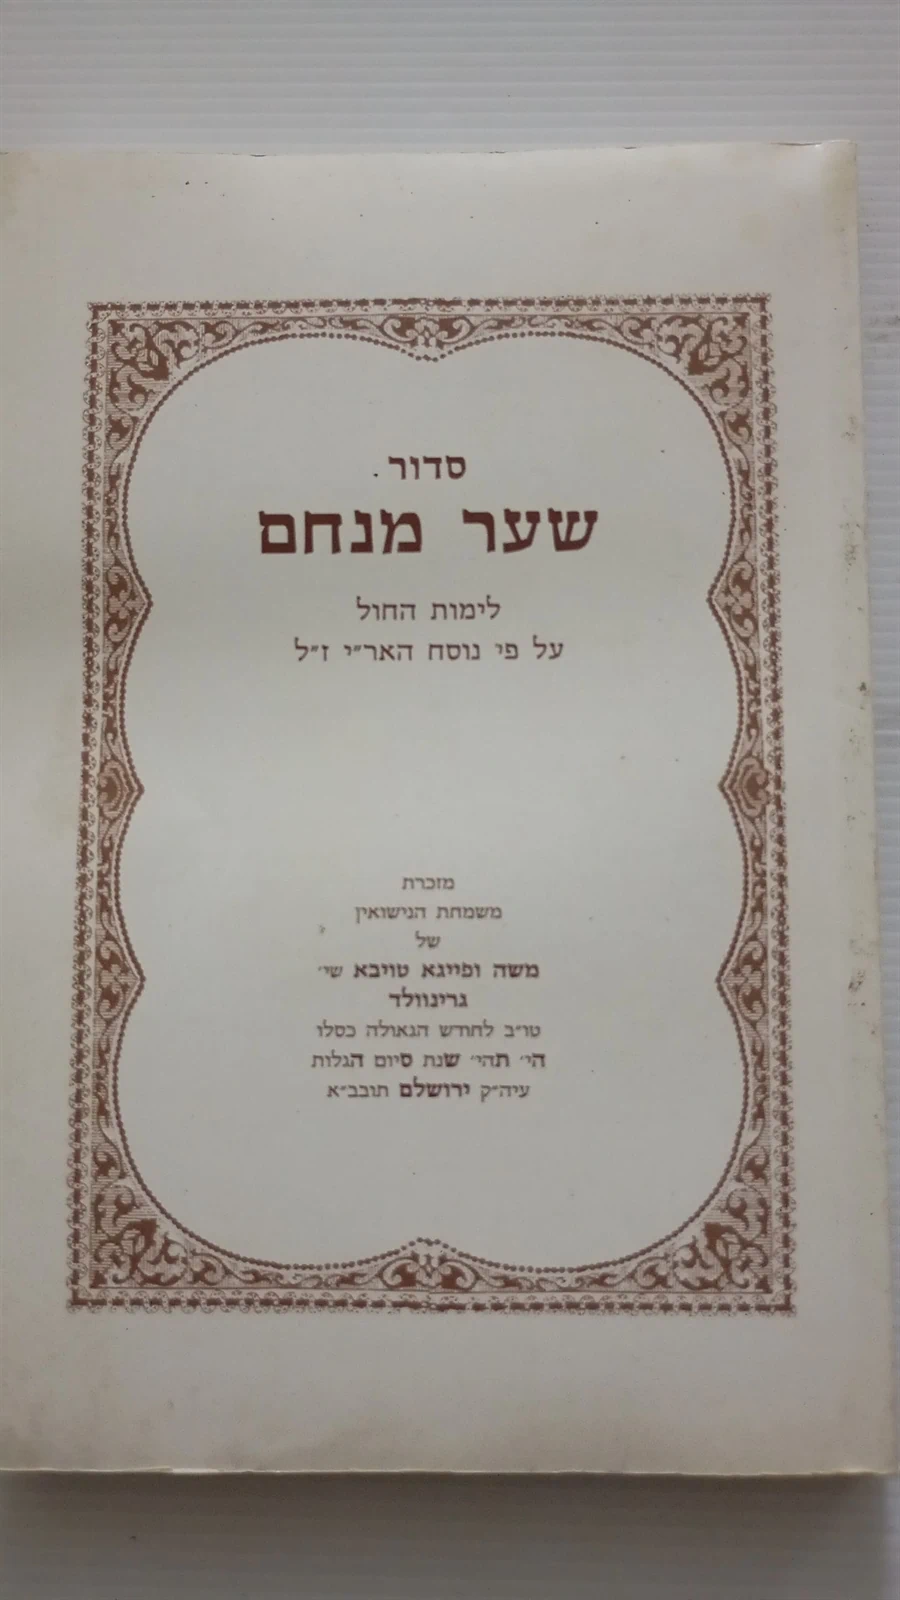 סדור
שער מנחם
לימות החול
על פי נוסח האר״י ז״ל
מזכרת
משמחת הנישואין
של
משה ופייגא טויבא שי׳
גרינוולד
טו״ב לחודש הגאולה כסלו
הי׳ תהי׳ שנת סיום הגלות
עיה״ק ירושלם תובב״א